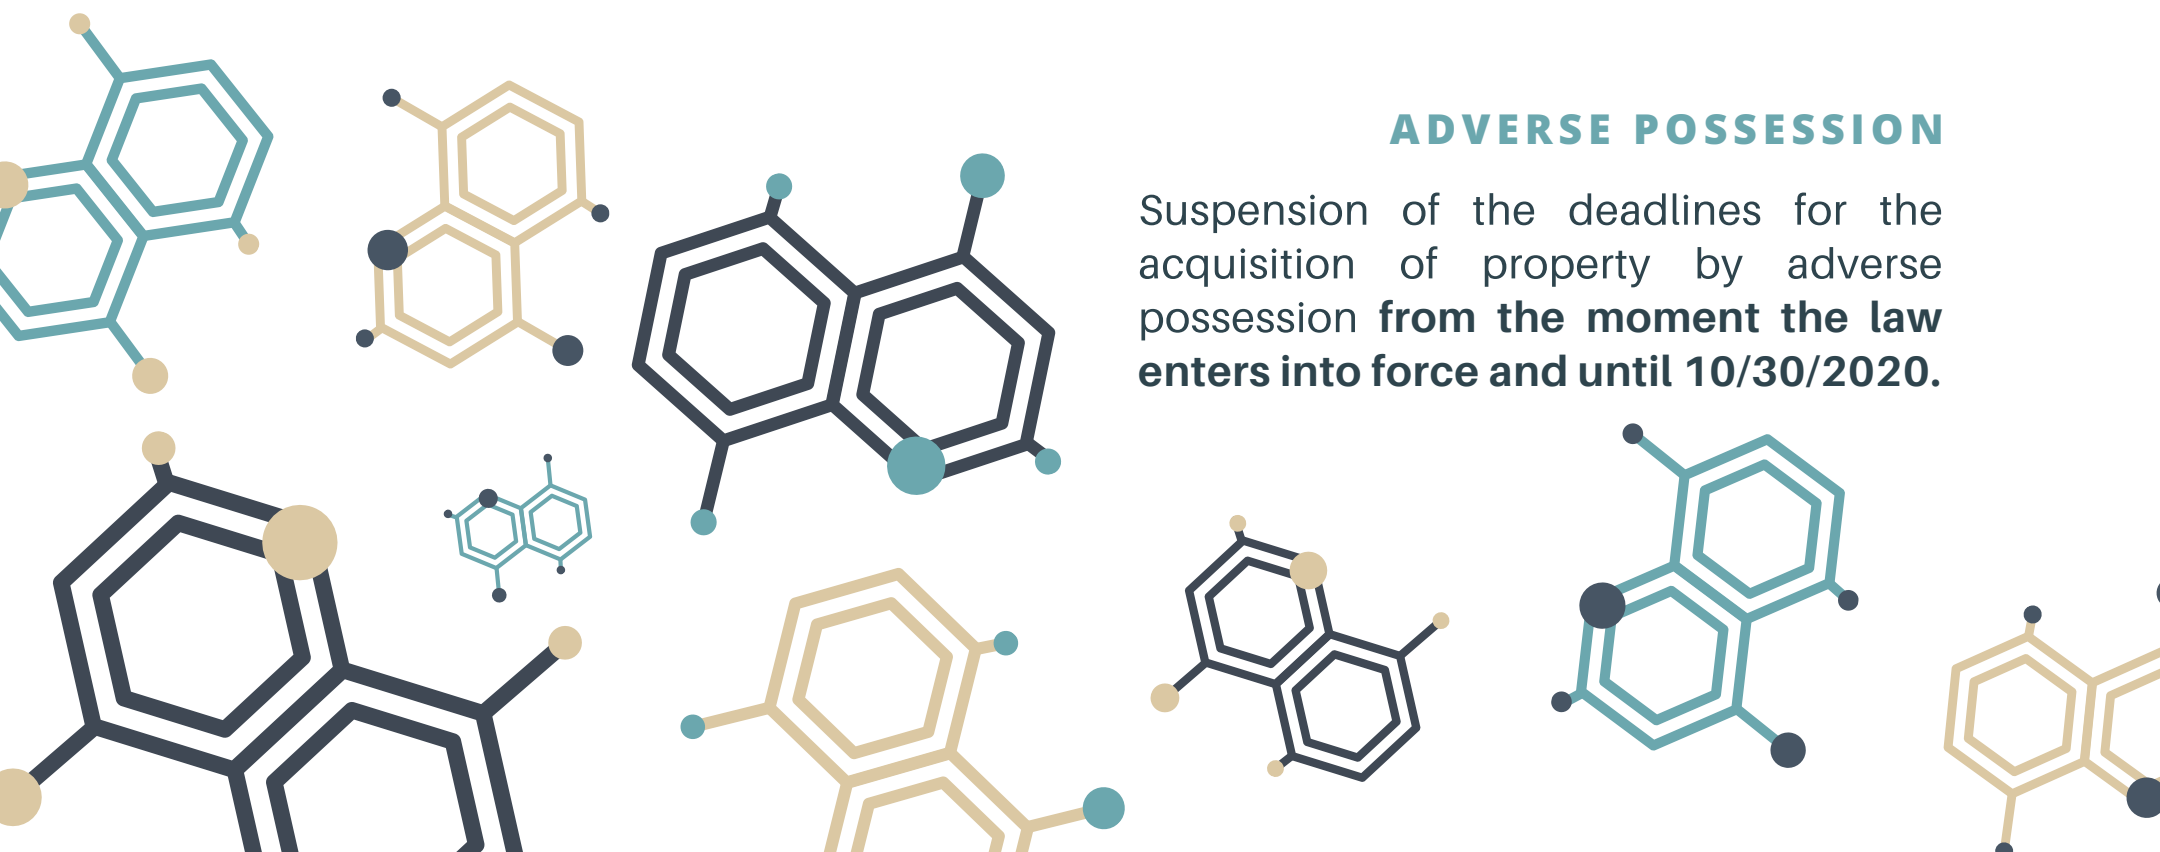 ADVERSE POSSESSION
Suspension of the deadlines for the
acquisition of property by adverse
possession from the moment the law
enters into force and until 10/30/2020.